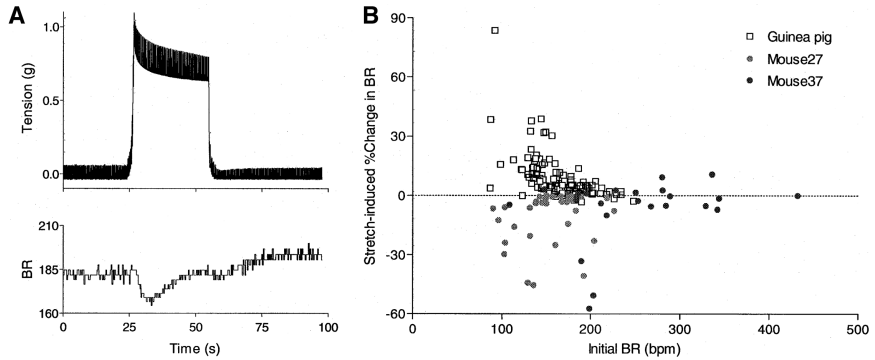 A
Tension (g)
1.0
0.5
0.0
BR
210
185
160
0 25 50 75 100
Time (s)
B
Stretch-induced %Change in BR
90
60
30
0
-30
-60
Guinea pig
Mouse27
Mouse37
0 100 200 300 400 500
Initial BR (bpm)